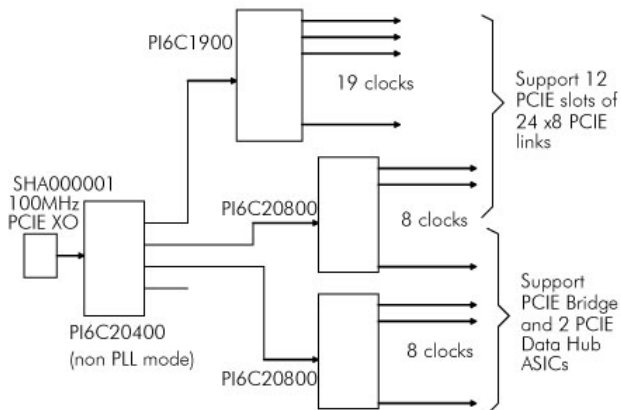 PI6C1900
19 clocks
Support 12
PCIE slots of
24 x8 PCIE
links
SHA000001
100MHz
PCIE XO
PI6C20800
8 clocks
PI6C20400
(non PLL mode)
PI6C20800
8 clocks
Support
PCIE Bridge
and 2 PCIE
Data Hub
ASICs